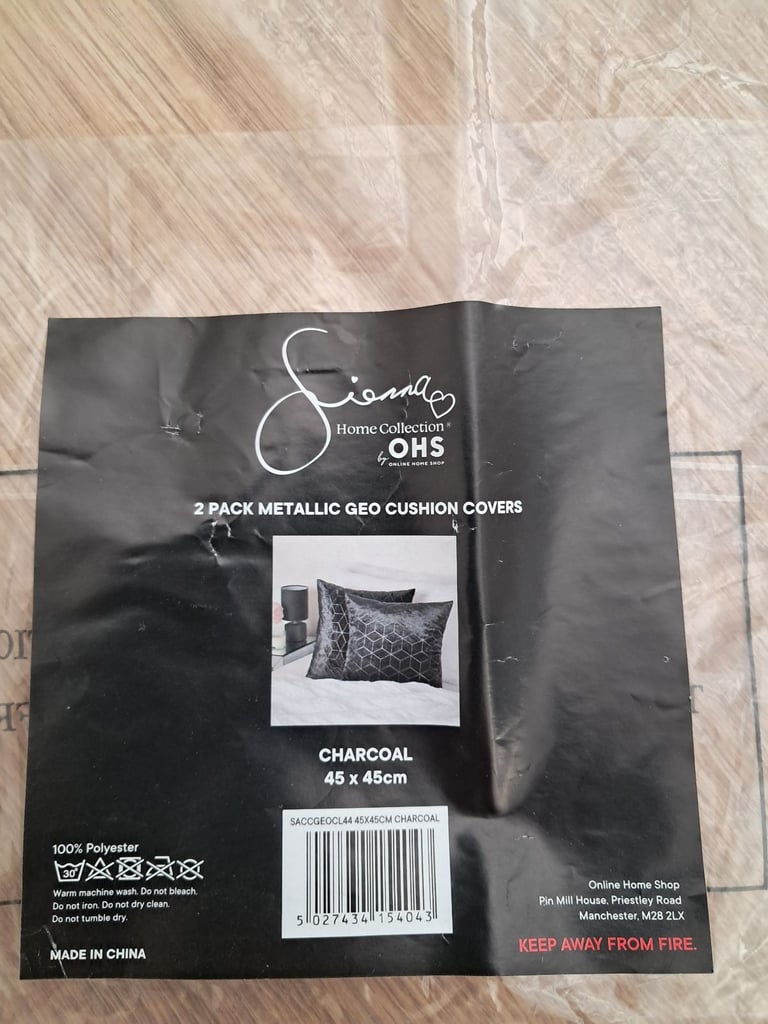 Sienna
Home Collection®
by OHS
ONLINE HOME SHOP
2 PACK METALLIC GEO CUSHION COVERS
CHARCOAL
45 x 45cm
SACCGEOCL44 45X45CM CHARCOAL
5 027434 154043
100% Polyester
30°
Warm machine wash. Do not bleach.
Do not iron. Do not dry clean.
Do not tumble dry.
MADE IN CHINA
Online Home Shop
Pin Mill House, Priestley Road
Manchester, M28 2LX
KEEP AWAY FROM FIRE.